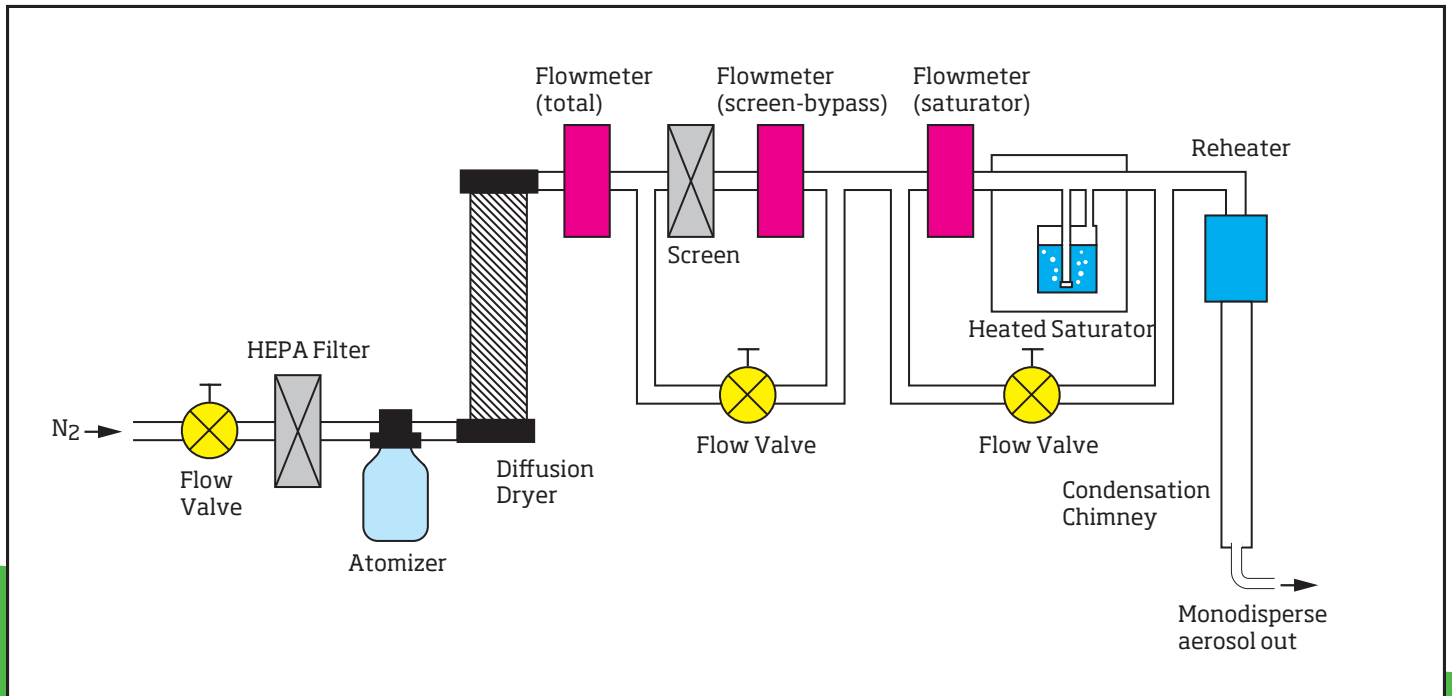 Flowmeter
(total)
Flowmeter
(screen-bypass)
Flowmeter
(saturator)
Reheater
Screen
Heated Saturator
HEPA Filter
N2
Flow Valve
Flow Valve
Flow
Valve
Diffusion
Dryer
Condensation
Chimney
Atomizer
Monodisperse
aerosol out